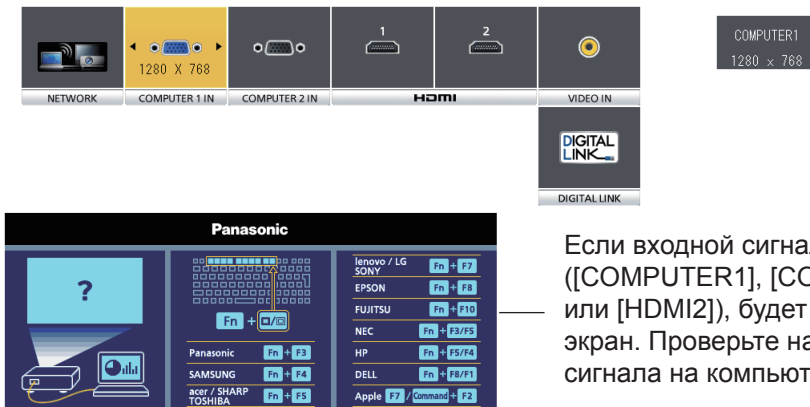 1
2
1280 X 768
NETWORK
COMPUTER 1 IN
COMPUTER 2 IN
HDMI
VIDEO IN
DIGITAL
LINK
DIGITAL LINK
COMPUTER1
1280 x 768
Panasonic
?
Fn +
Panasonic Fn + F3
SAMSUNG Fn + F4
acer / SHARP
TOSHIBA Fn + F5
lenovo / LG
SONY Fn + F7
EPSON Fn + F8
FUJITSU Fn + F10
NEC Fn + F3/F5
HP Fn + F5/F4
DELL Fn + F8/F1
Apple F7 / Command + F2
Если входной сигнал
([COMPUTER1], [CO
или [HDMI2]), будет
экран. Проверьте на
сигнала на компьют